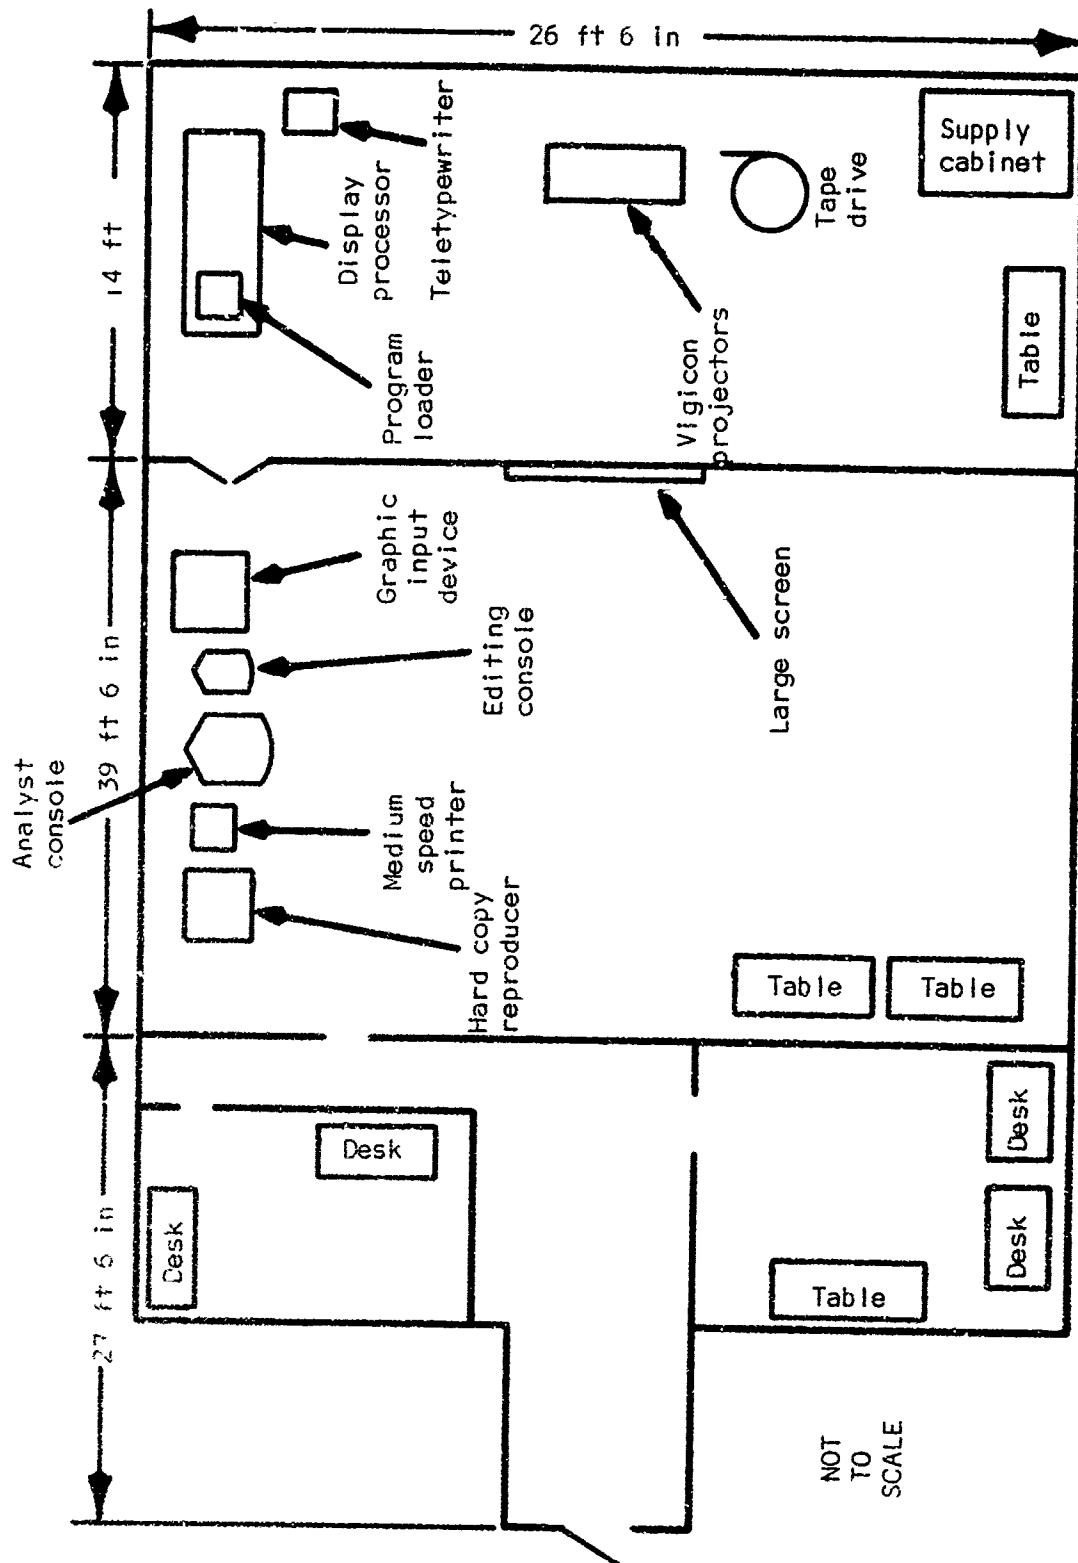 26 ft 6 in
14 ft
39 ft 6 in
27 ft 6 in
Analyst
console
Teletypewriter
Display
processor
Program
loader
Supply
cabinet
Tape
drive
Vigicon
projectors
Table
Graphic
input
device
Editing
console
Large screen
Medium
speed
printer
Hard copy
reproducer
Table
Table
Desk
Desk
Desk
Desk
Table
NOT
TO
SCALE